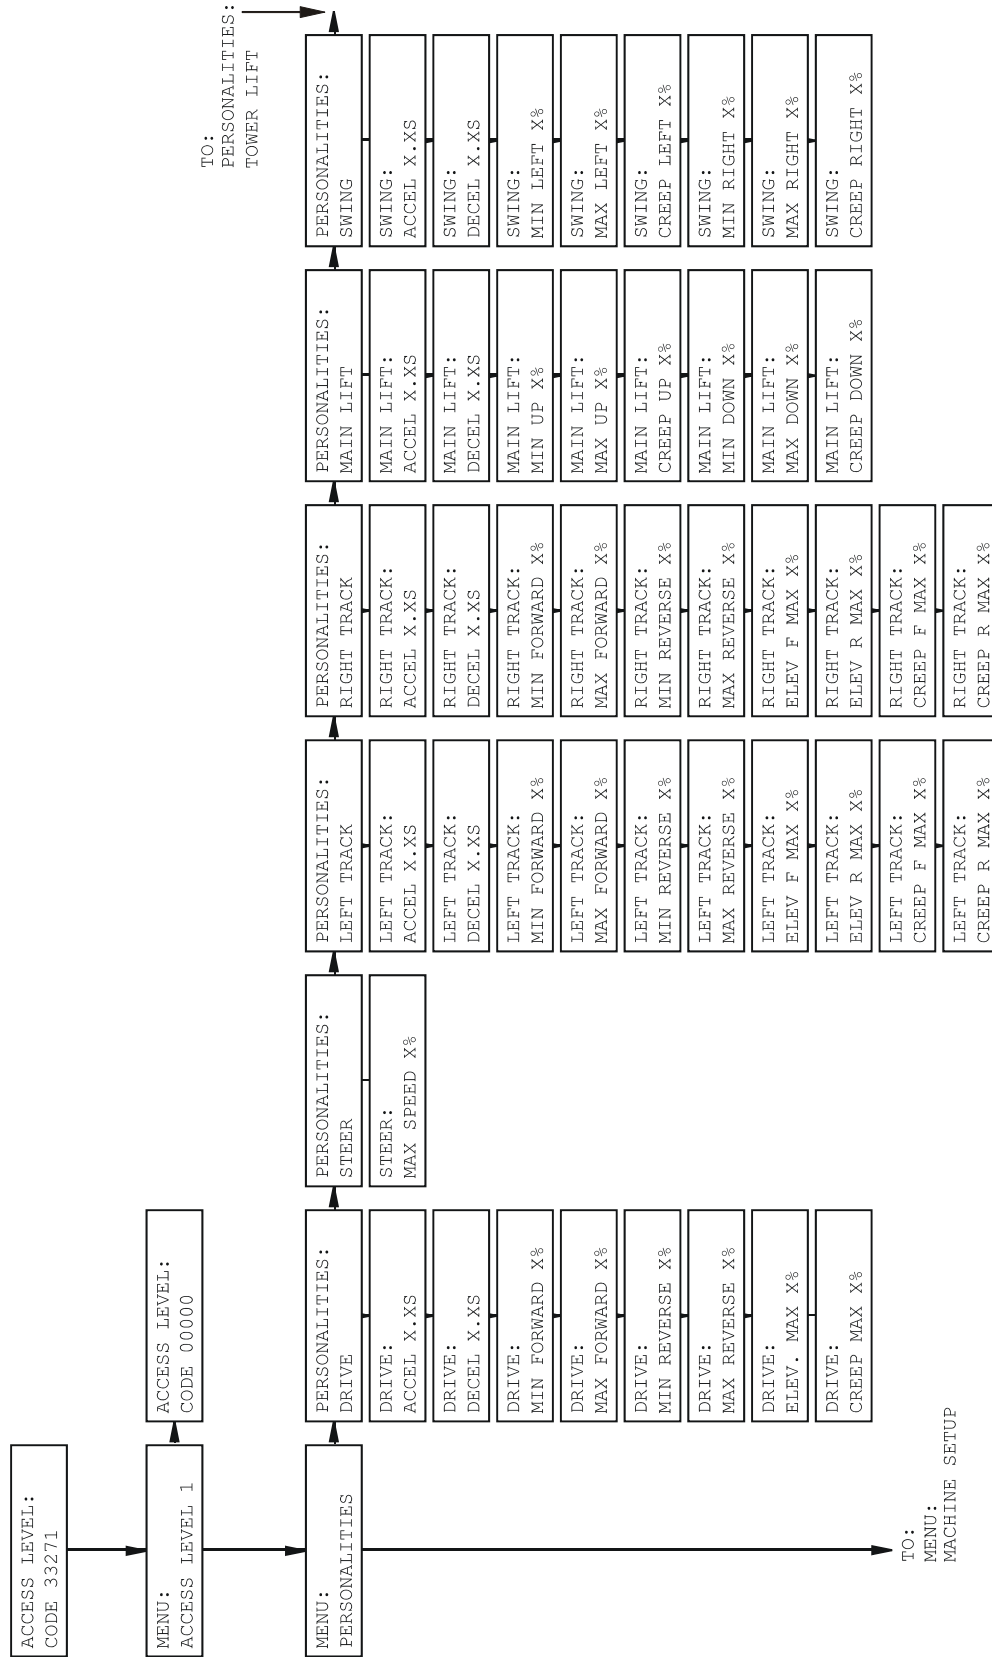 ACCESS LEVEL:
CODE 33271
MENU:
ACCESS LEVEL 1
ACCESS LEVEL:
CODE 00000
MENU:
PERSONALITIES
TO:
MENU:
MACHINE SETUP
PERSONALITIES:
DRIVE
DRIVE:
ACCEL X.XS
DRIVE:
DECEL X.XS
DRIVE:
MIN FORWARD X%
DRIVE:
MAX FORWARD X%
DRIVE:
MIN REVERSE X%
DRIVE:
MAX REVERSE X%
DRIVE:
ELEV. MAX X%
DRIVE:
CREEP MAX X%
PERSONALITIES:
STEER
STEER:
MAX SPEED X%
PERSONALITIES:
LEFT TRACK
LEFT TRACK:
ACCEL X.XS
LEFT TRACK:
DECEL X.XS
LEFT TRACK:
MIN FORWARD X%
LEFT TRACK:
MAX FORWARD X%
LEFT TRACK:
MIN REVERSE X%
LEFT TRACK:
MAX REVERSE X%
LEFT TRACK:
ELEV F MAX X%
LEFT TRACK:
ELEV R MAX X%
LEFT TRACK:
CREEP F MAX X%
LEFT TRACK:
CREEP R MAX X%
PERSONALITIES:
RIGHT TRACK
RIGHT TRACK:
ACCEL X.XS
RIGHT TRACK:
DECEL X.XS
RIGHT TRACK:
MIN FORWARD X%
RIGHT TRACK:
MAX FORWARD X%
RIGHT TRACK:
MIN REVERSE X%
RIGHT TRACK:
MAX REVERSE X%
RIGHT TRACK:
ELEV F MAX X%
RIGHT TRACK:
ELEV R MAX X%
RIGHT TRACK:
CREEP F MAX X%
RIGHT TRACK:
CREEP R MAX X%
PERSONALITIES:
MAIN LIFT
MAIN LIFT:
ACCEL X.XS
MAIN LIFT:
DECEL X.XS
MAIN LIFT:
MIN UP X%
MAIN LIFT:
MAX UP X%
MAIN LIFT:
CREEP UP X%
MAIN LIFT:
MIN DOWN X%
MAIN LIFT:
MAX DOWN X%
MAIN LIFT:
CREEP DOWN X%
PERSONALITIES:
SWING
SWING:
ACCEL X.XS
SWING:
DECEL X.XS
SWING:
MIN LEFT X%
SWING:
MAX LEFT X%
SWING:
CREEP LEFT X%
SWING:
MIN RIGHT X%
SWING:
MAX RIGHT X%
SWING:
CREEP RIGHT X%
TO:
PERSONALITIES:
TOWER LIFT